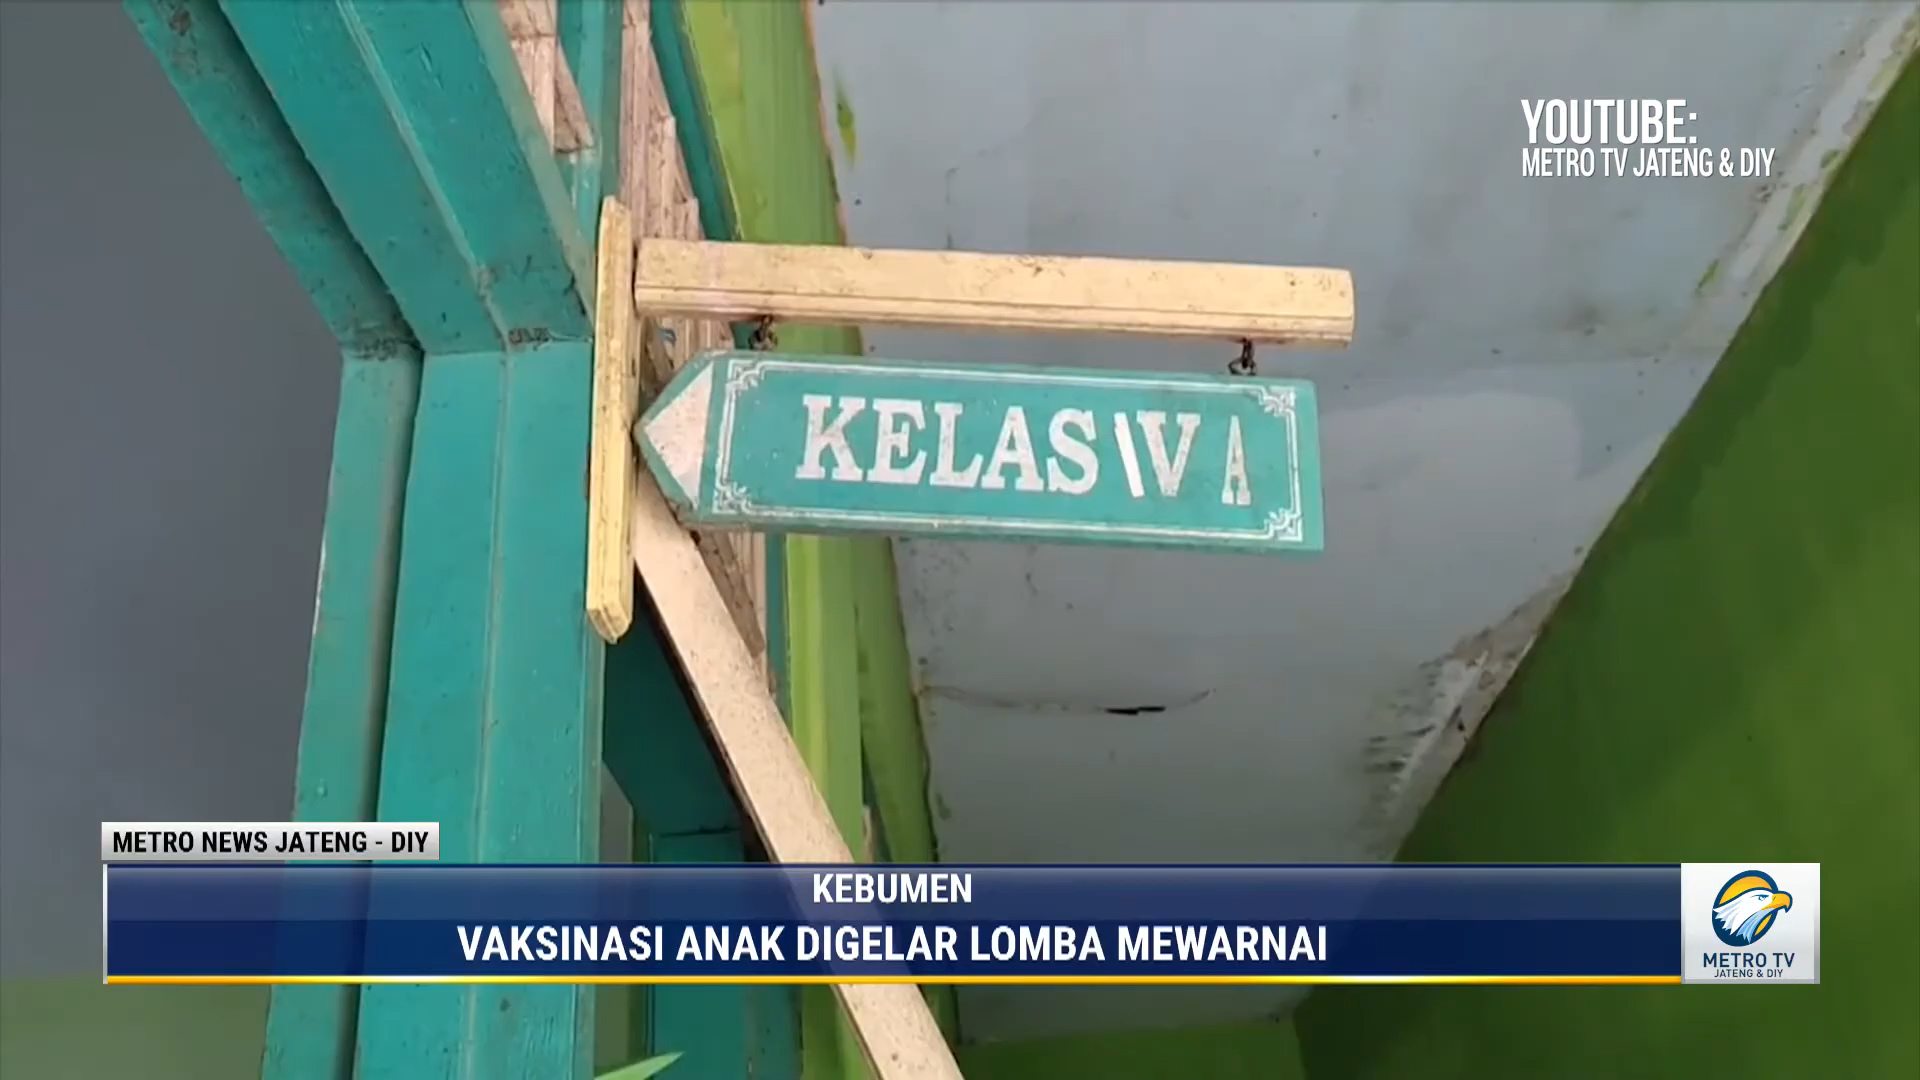 YOUTUBE:
METRO TV JATENG & DIY
KELAS IV A
METRO NEWS JATENG - DIY
KEBUMEN
VAKSINASI ANAK DIGELAR LOMBA MEWARNAI
METRO TV
JATENG & DIY